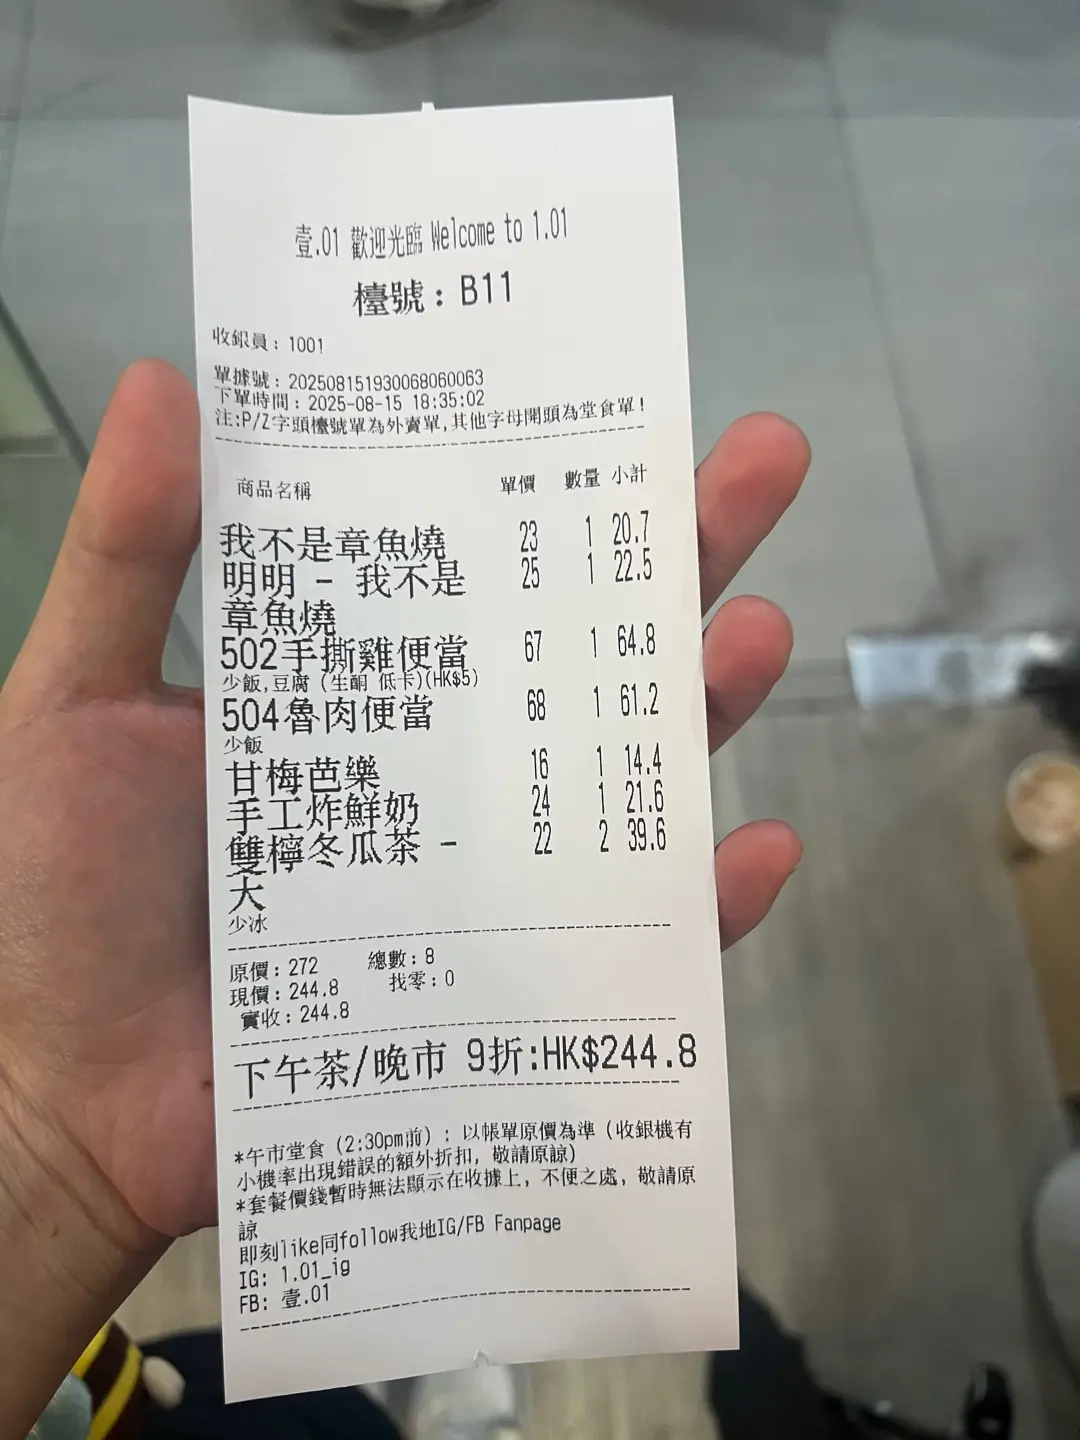 壹.01 歡迎光臨 Welcome to 1.01
檯號：B11
收銀員：1001
單據號：202508151930068060063
下單時間：2025-08-15 18:35:02
注:P/Z字頭檯號單為外賣單,其他字母開頭為堂食單！
商品名稱 單價 數量 小計
我不是章魚燒 23 1 20.7
明明 - 我不是 25 1 22.5
章魚燒
502手撕雞便當 67 1 64.8
少飯,豆腐 (生酮 低卡)(HK$5)
504魯肉便當 68 1 61.2
少飯
甘梅芭樂 16 1 14.4
手工炸鮮奶 24 1 21.6
雙檸冬瓜茶 - 22 2 39.6
大
少冰
原價：272 總數：8
現價：244.8 找零：0
實收：244.8
下午茶/晚市 9折:HK$244.8
*午市堂食 (2:30pm前)：以帳單原價為準 (收銀機有
小機率出現錯誤的額外折扣，敬請原諒)
*套餐價錢暫時無法顯示在收據上，不便之處，敬請原
諒
即刻like同follow我地IG/FB Fanpage
IG: 1.01_ig
FB: 壹.01